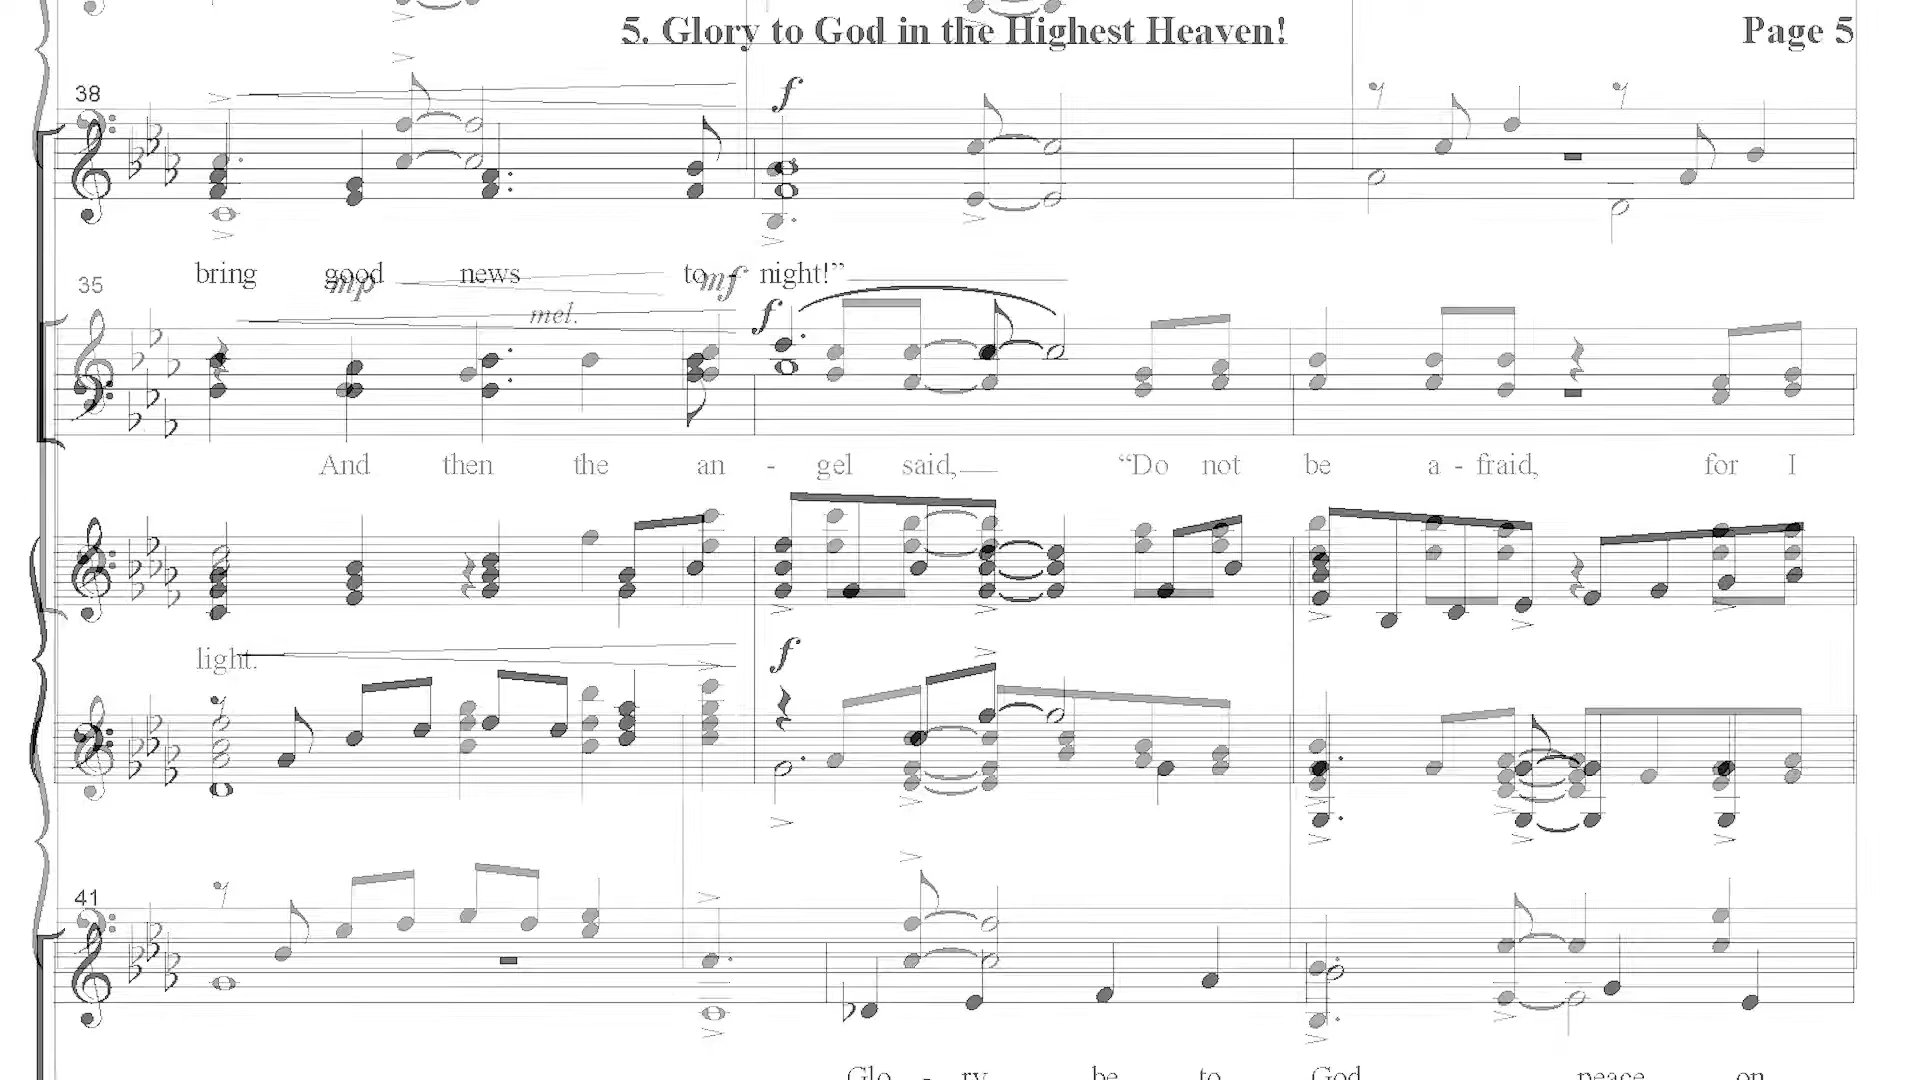 5. Glory to God in the Highest Heaven! Page 5
38
f
bring good news to - night!”
35 mp mf
mel. f
And then the an - gel said, “Do not be a - fraid, for I
light.
f
41
Glo - ry be to God peace on